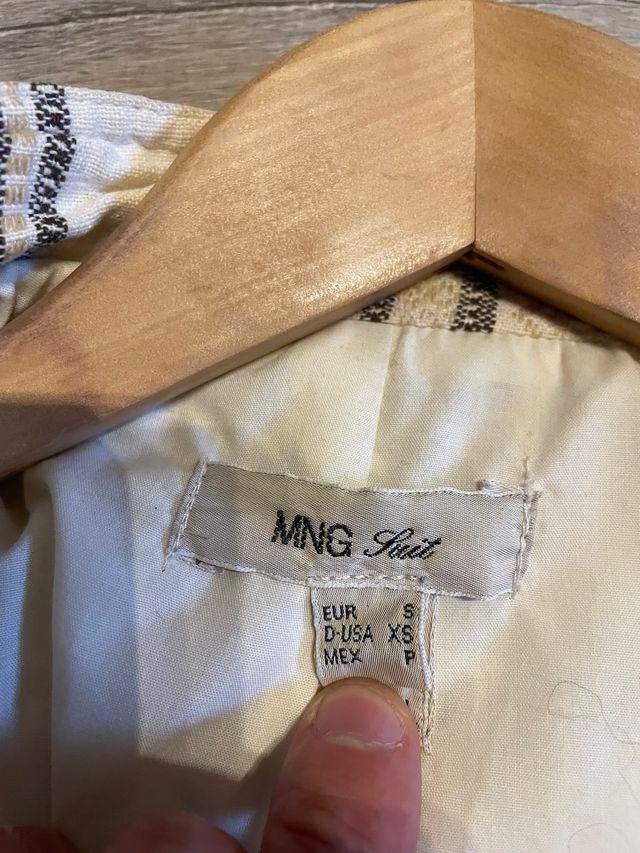 MNG Suit
EUR S
D-USA XS
MEX P